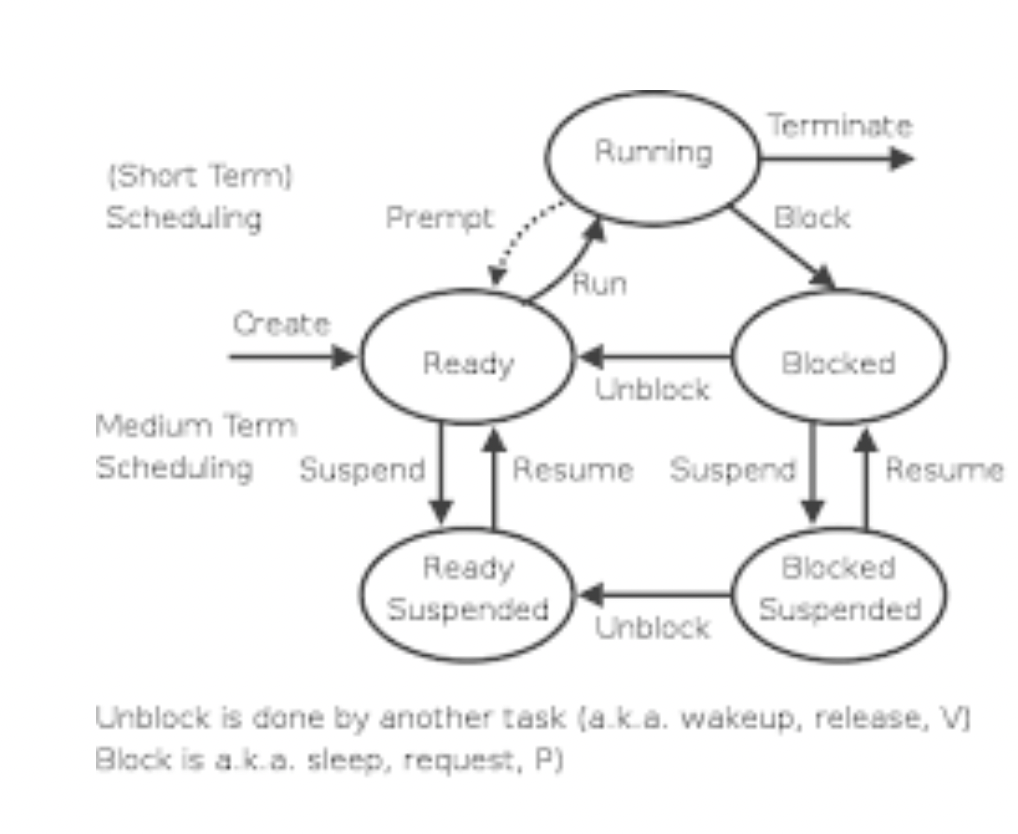 Running
Terminate
(Short Term)
Scheduling
Prempt
Block
Run
Create
Ready
Blocked
Unblock
Medium Term
Scheduling
Suspend
Resume
Suspend
Resume
Ready
Suspended
Blocked
Suspended
Unblock
Unblock is done by another task (a.k.a. wakeup, release, V)
Block is a.k.a. sleep, request, P)